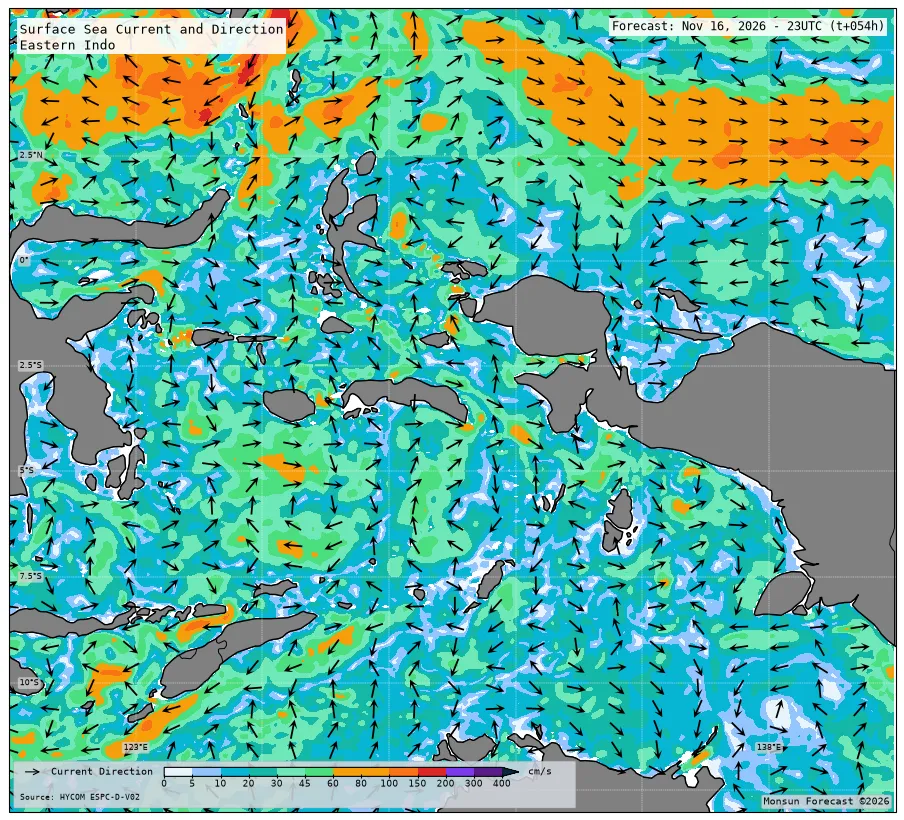 Surface Sea Current and Direction
Eastern Indo
Forecast: Nov 16, 2026 - 23UTC (t+054h)
2.5°N
0°
2.5°S
5°S
7.5°S
10°S
123°E
138°E
Current Direction
0 5 10 20 30 45 60 80 100 150 200 300 400
cm/s
Source: HYCOM ESPC-D-V02
Monsun Forecast ©2026